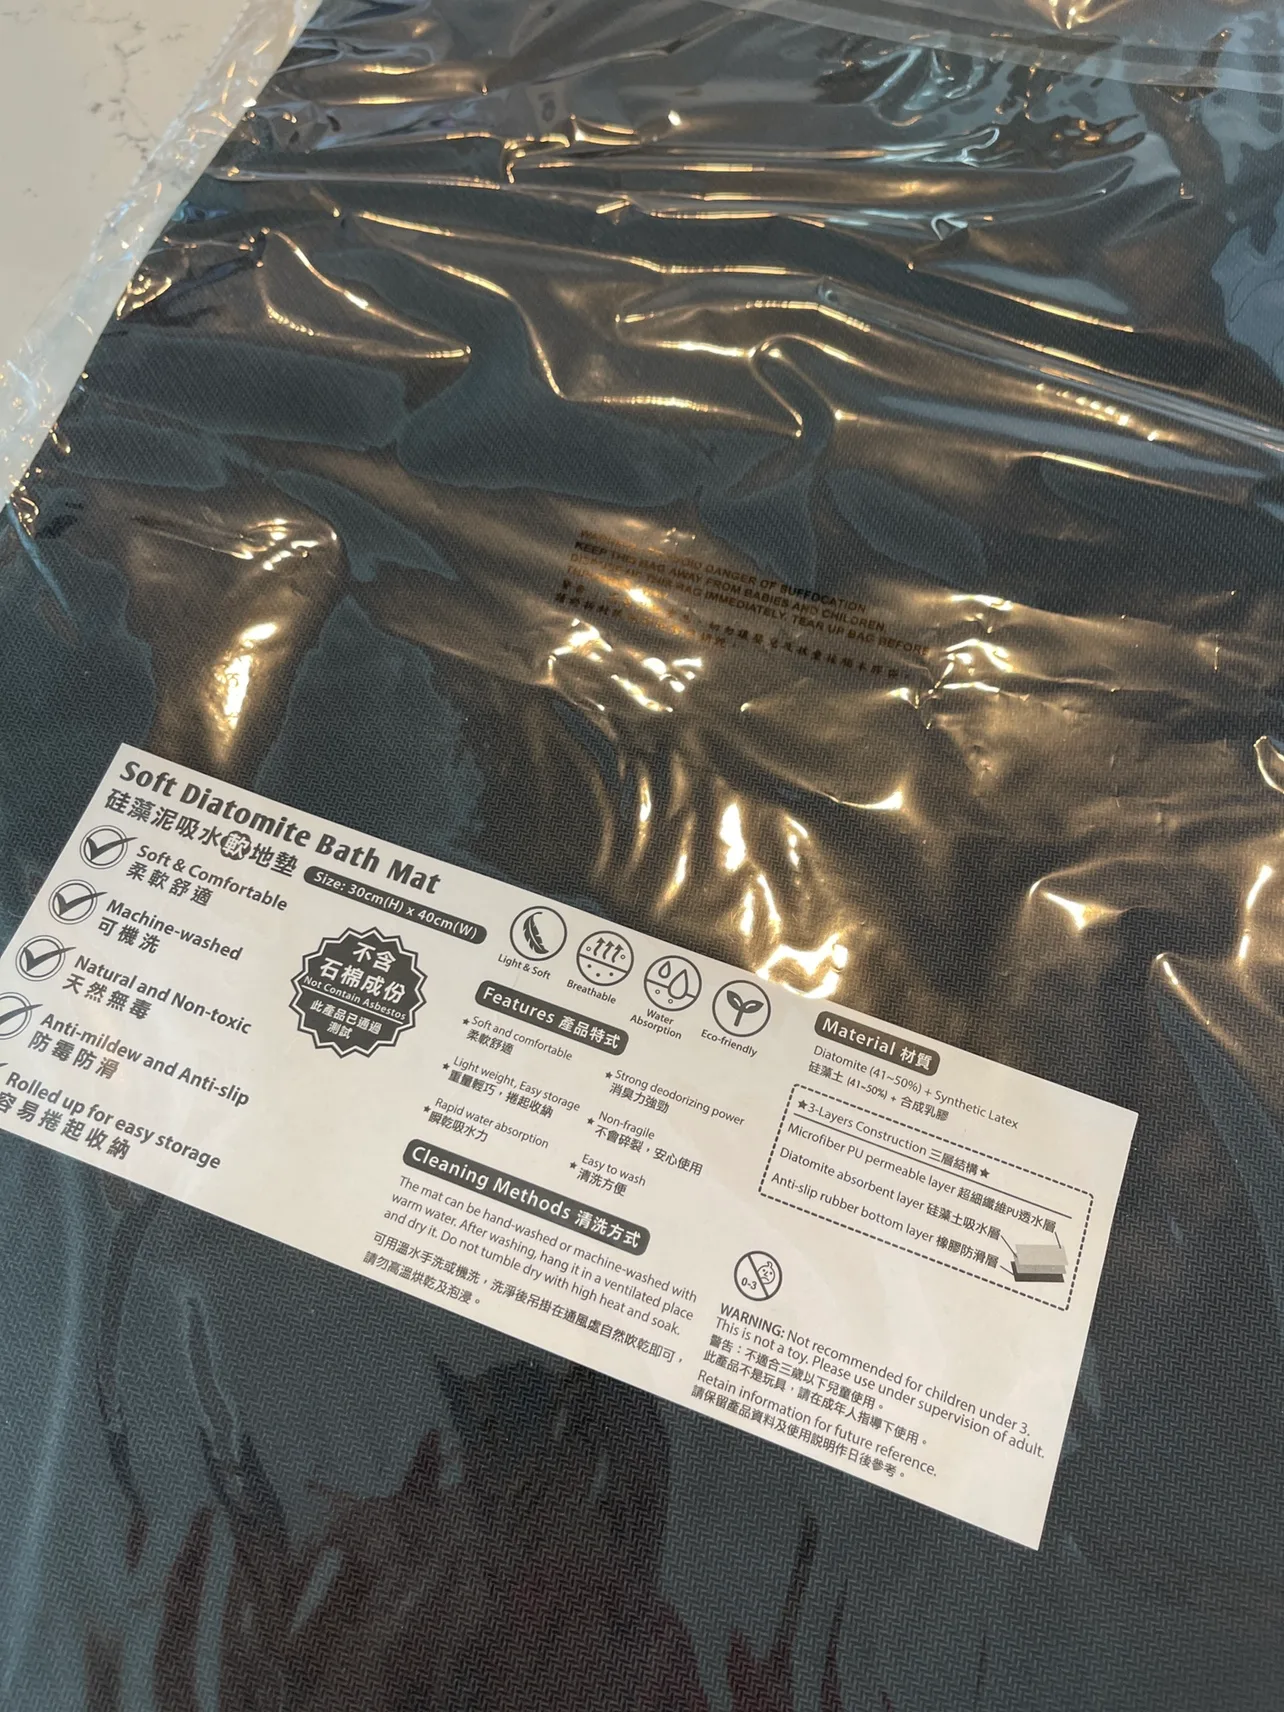 WARNING: TO AVOID DANGER OF SUFFOCATION
KEEP THIS BAG AWAY FROM BABIES AND CHILDREN.
THIS BAG IMMEDIATELY, TEAR UP BAG BEFORE
警告
Soft Diatomite Bath Mat
硅藻泥吸水軟地墊
Size: 30cm(H) x 40cm(W)
Soft & Comfortable
柔軟舒適
Machine-washed
可機洗
Natural and Non-toxic
天然無毒
Anti-mildew and Anti-slip
防霉防滑
Rolled up for easy storage
容易捲起收納
不含
石棉成份
Not Contain Asbestos
此產品已通過
測試
Light & Soft
Breathable
Water
Absorption
Eco-friendly
Features 產品特式
★ Soft and comfortable
柔軟舒適
★ Light weight, Easy storage
重量輕巧，捲起收納
★ Rapid water absorption
瞬乾吸水力
★ Strong deodorizing power
消臭力強勁
★ Non-fragile
不會碎裂，安心使用
★ Easy to wash
清洗方便
Cleaning Methods 清洗方式
The mat can be hand-washed or machine-washed with
warm water. After washing, hang it in a ventilated place
and dry it. Do not tumble dry with high heat and soak.
可用溫水手洗或機洗，洗淨後吊掛在通風處自然吹乾即可，
請勿高溫烘乾及泡浸。
Material 材質
Diatomite (41~50%) + Synthetic Latex
硅藻土 (41~50%) + 合成乳膠
★3-Layers Construction 三層結構★
Microfiber PU permeable layer 超細纖維PU透水層
Diatomite absorbent layer 硅藻土吸水層
Anti-slip rubber bottom layer 橡膠防滑層
0-3
WARNING: Not recommended for children under 3.
This is not a toy. Please use under supervision of adult.
警告：不適合三歲以下兒童使用。
此產品不是玩具，請在成年人指導下使用。
Retain information for future reference.
請保留產品資料及使用説明作日後參考。